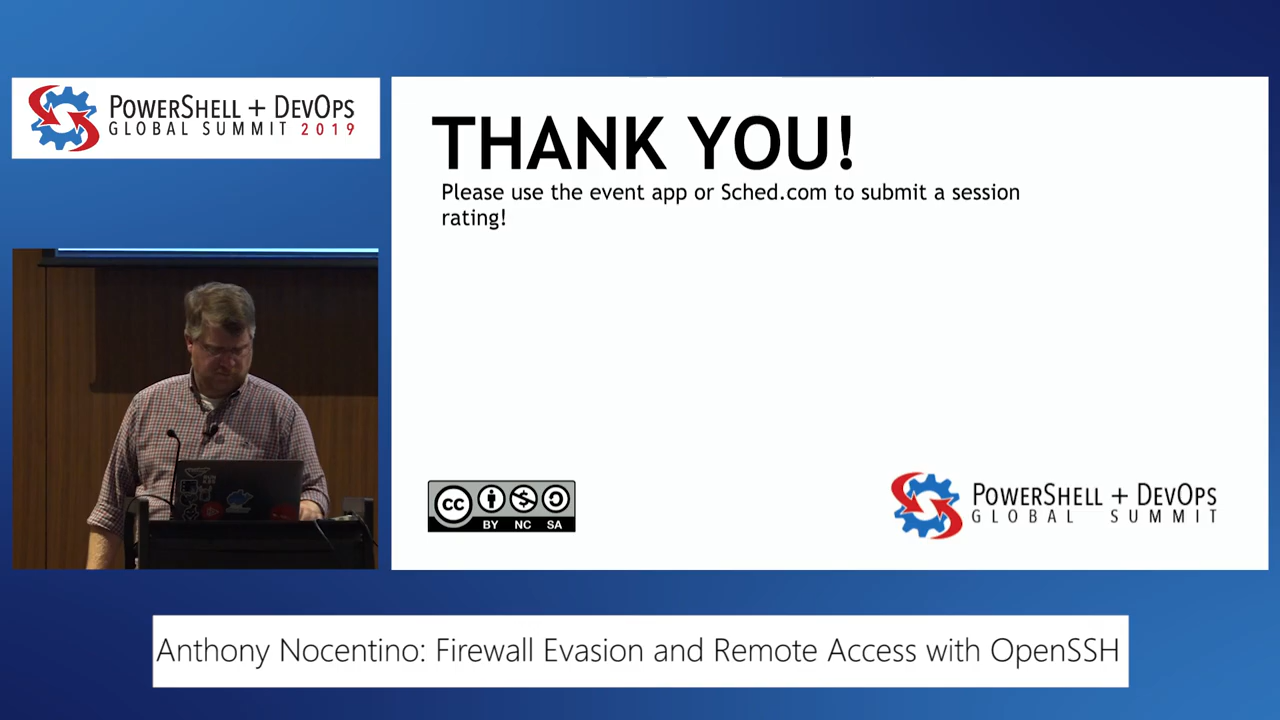 POWERSHELL + DEVOPS
GLOBAL SUMMIT 2019
THANK YOU!
Please use the event app or Sched.com to submit a session
rating!
cc
BY NC SA
POWERSHELL + DEVOPS
GLOBAL SUMMIT
Anthony Nocentino: Firewall Evasion and Remote Access with OpenSSH